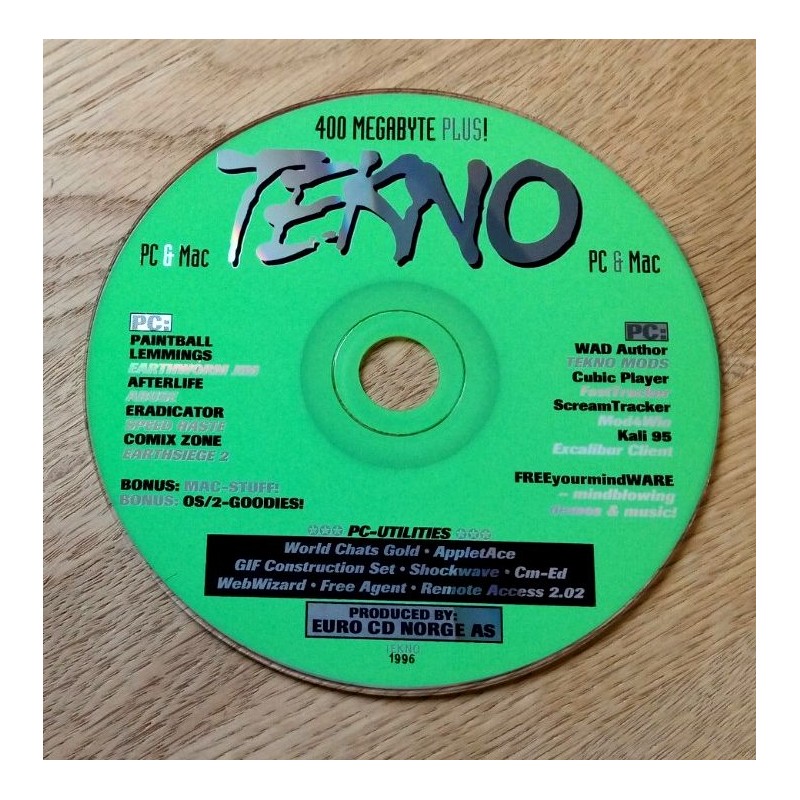 400 MEGABYTE PLUS!
TEKNO
PC & Mac
PC & Mac
PC:
PAINTBALL
LEMMINGS
EARTHWORM JIM
AFTERLIFE
ABUSE
ERADICATOR
SPEED HASTE
COMIX ZONE
EARTHSIEGE 2
BONUS: MAC-STUFF!
BONUS: OS/2-GOODIES!
PC:
WAD Author
TEKNO MODS
Cubic Player
FastTracker
ScreamTracker
Mod4Win
Kali 95
Excalibur Client
FREEyourmindWARE
– mindblowing
demos & music!
PC-UTILITIES
World Chats Gold • AppletAce
GIF Construction Set • Shockwave • Cm-Ed
WebWizard • Free Agent • Remote Access 2.02
PRODUCED BY:
EURO CD NORGE AS
TEKNO
1996